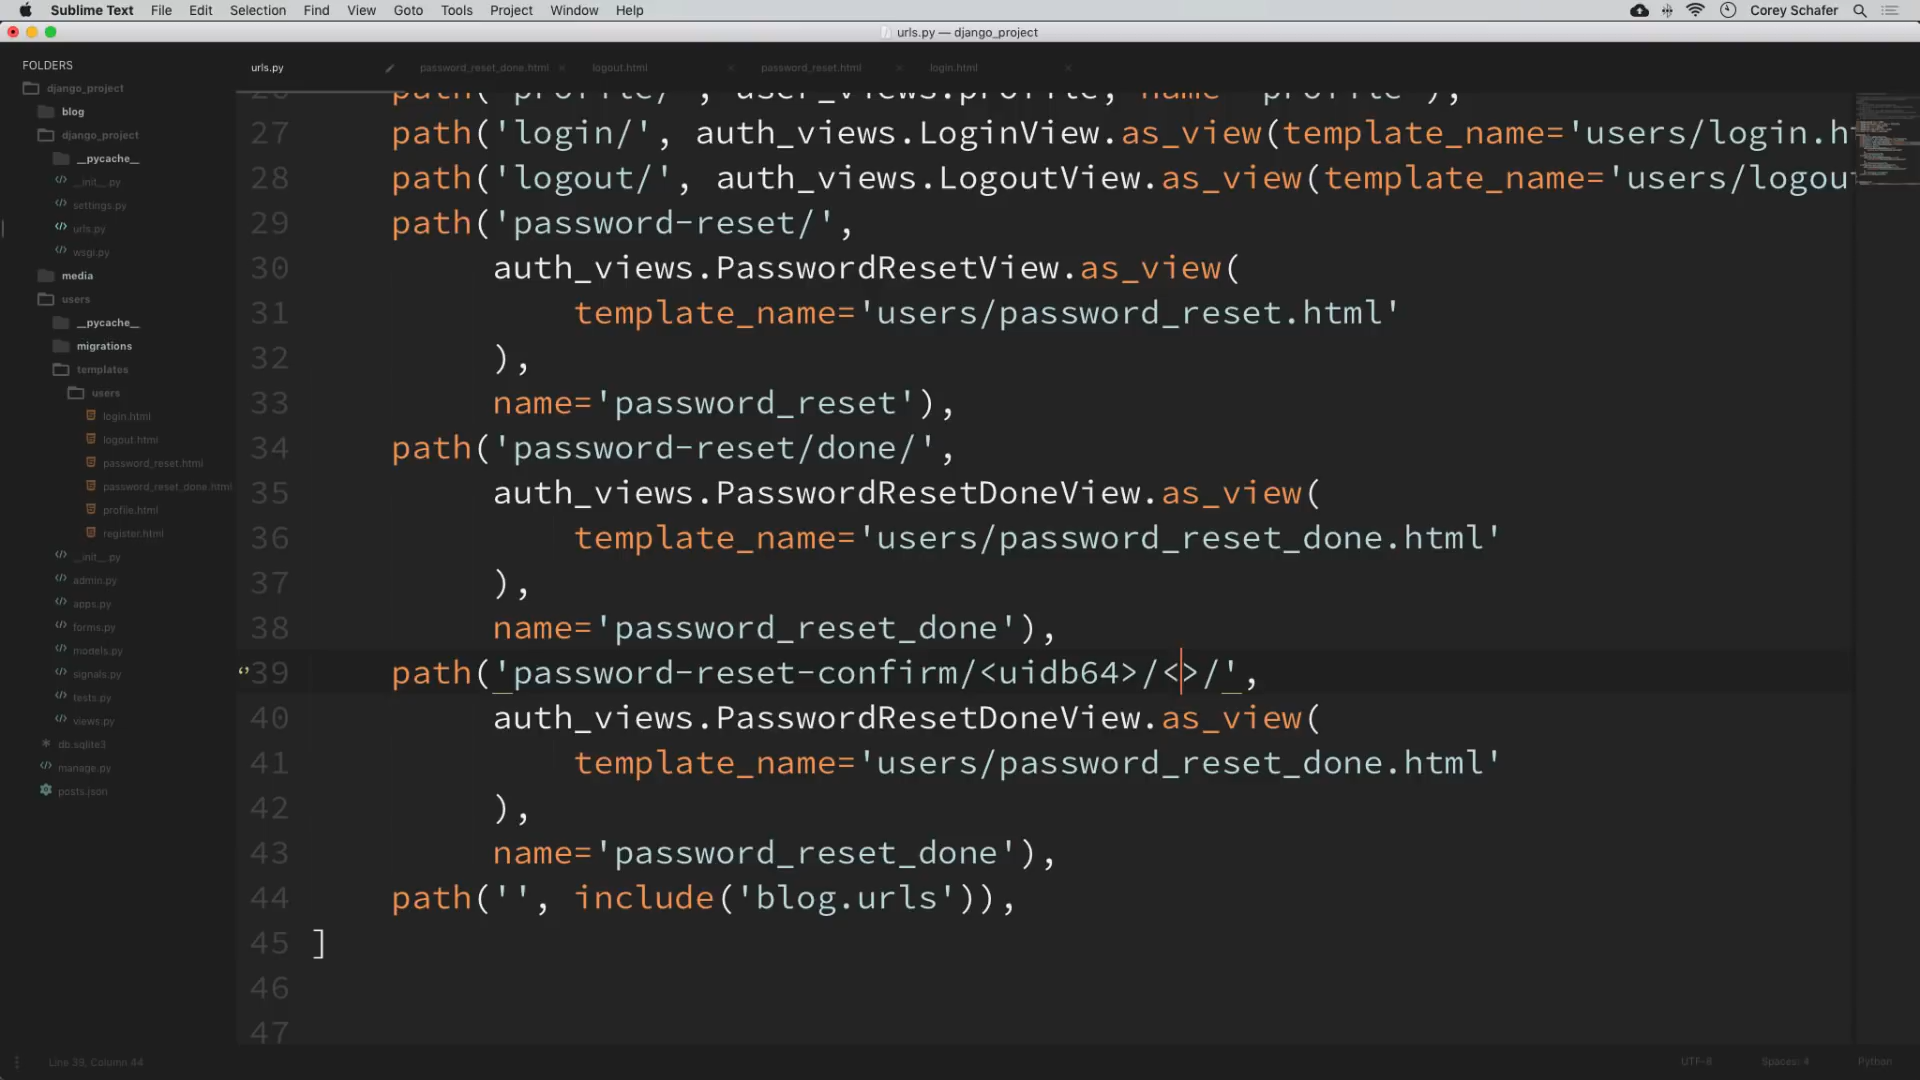 Sublime Text File Edit Selection Find View Goto Tools Project Window Help Corey Schafer
urls.py — django_project
FOLDERS
django_project
blog
django_project
__pycache__
__init__.py
settings.py
urls.py
wsgi.py
media
users
__pycache__
migrations
templates
users
login.html
logout.html
password_reset.html
password_reset_done.html
profile.html
register.html
__init__.py
admin.py
apps.py
forms.py
models.py
signals.py
tests.py
views.py
db.sqlite3
manage.py
posts.json
urls.py password_reset_done.html logout.html password_reset.html login.html
path('profile/', user_views.profile, name='profile'),
27 path('login/', auth_views.LoginView.as_view(template_name='users/login.h
28 path('logout/', auth_views.LogoutView.as_view(template_name='users/logou
29 path('password-reset/',
30 auth_views.PasswordResetView.as_view(
31 template_name='users/password_reset.html'
32 ),
33 name='password_reset'),
34 path('password-reset/done/',
35 auth_views.PasswordResetDoneView.as_view(
36 template_name='users/password_reset_done.html'
37 ),
38 name='password_reset_done'),
39 path('password-reset-confirm/<uidb64>/<>/',
40 auth_views.PasswordResetDoneView.as_view(
41 template_name='users/password_reset_done.html'
42 ),
43 name='password_reset_done'),
44 path('', include('blog.urls')),
45 ]
46
47
Line 39, Column 44 UTF-8 Spaces: 4 Python